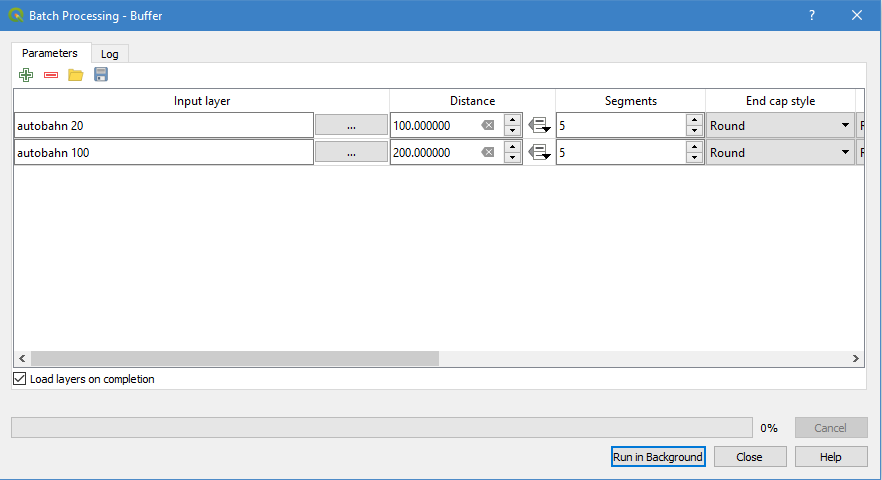 Batch Processing - Buffer
?
Parameters Log
Input layer Distance Segments End cap style
autobahn 20 ... 100.000000 5 Round
autobahn 100 ... 200.000000 5 Round
Load layers on completion
0% Cancel
Run in Background Close Help